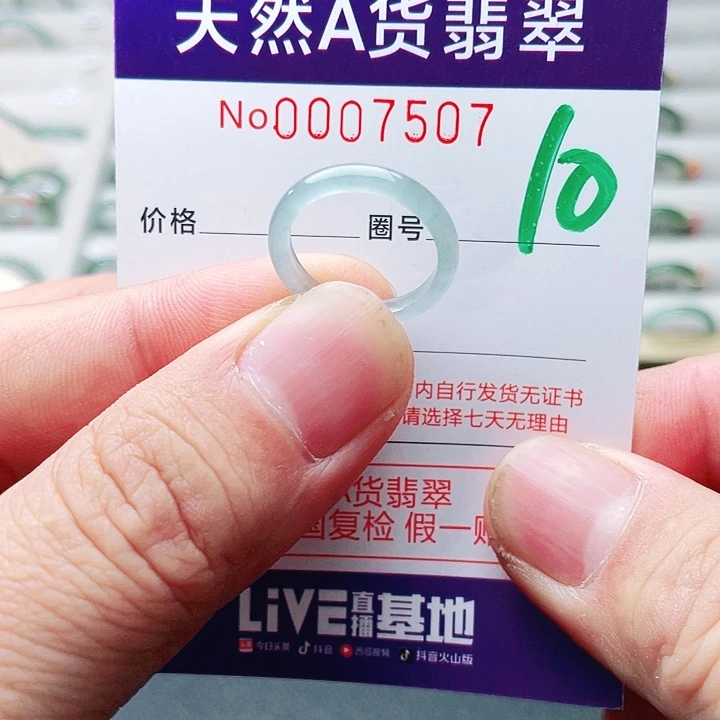 天然A货翡翠
No.0007507
10
价格 圈号
内自行发货无证书
请选择七天无理由
货翡翠
国复检 假一
LiVE直播基地
今日头条 抖音 西瓜视频 抖音火山版